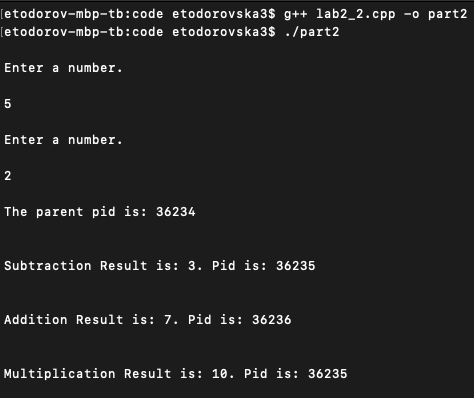 [etodorov-mbp-tb:code etodorovska3$ g++ lab2_2.cpp -o part2
[etodorov-mbp-tb:code etodorovska3$ ./part2
Enter a number.
5
Enter a number.
2
The parent pid is: 36234
Subtraction Result is: 3. Pid is: 36235
Addition Result is: 7. Pid is: 36236
Multiplication Result is: 10. Pid is: 36235